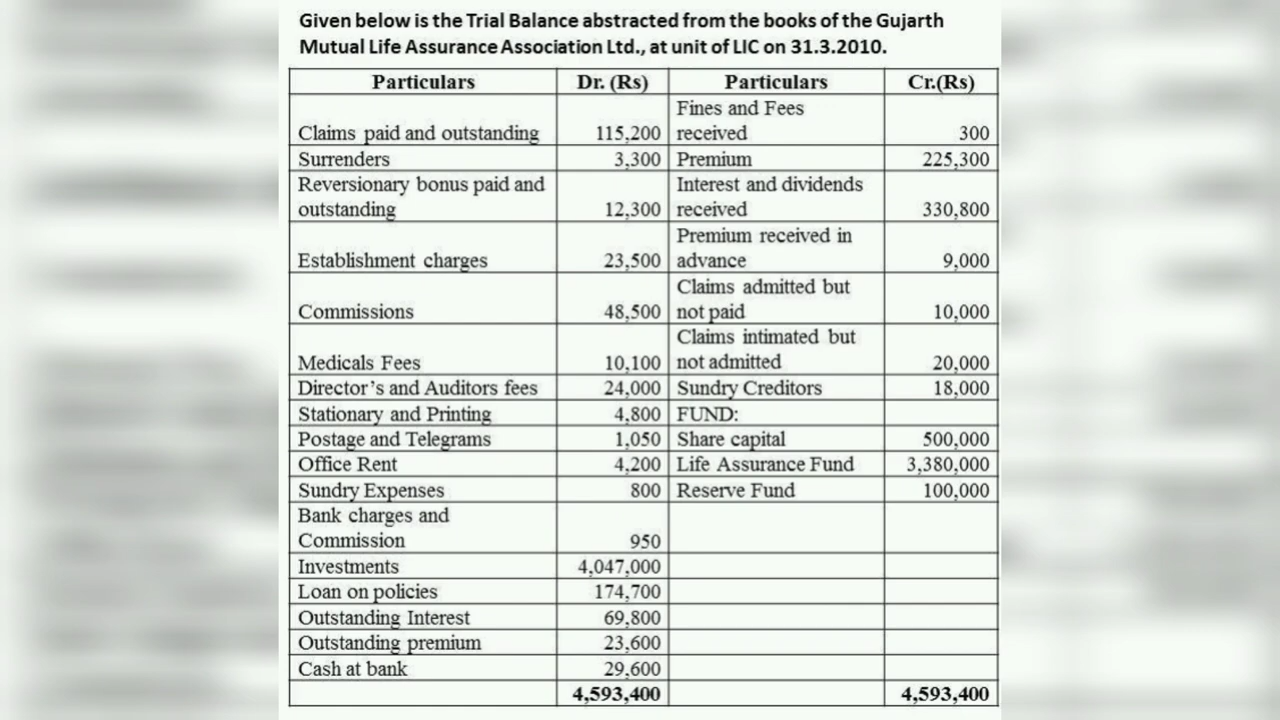 Given below is the Trial Balance abstracted from the books of the Gujarth
Mutual Life Assurance Association Ltd., at unit of LIC on 31.3.2010.
Particulars Dr. (Rs) Particulars Cr.(Rs)
Claims paid and outstanding 115,200 Fines and Fees received 300
Surrenders 3,300 Premium 225,300
Reversionary bonus paid and outstanding 12,300 Interest and dividends received 330,800
Establishment charges 23,500 Premium received in advance 9,000
Commissions 48,500 Claims admitted but not paid 10,000
Medicals Fees 10,100 Claims intimated but not admitted 20,000
Director's and Auditors fees 24,000 Sundry Creditors 18,000
Stationary and Printing 4,800 FUND:
Postage and Telegrams 1,050 Share capital 500,000
Office Rent 4,200 Life Assurance Fund 3,380,000
Sundry Expenses 800 Reserve Fund 100,000
Bank charges and Commission 950
Investments 4,047,000
Loan on policies 174,700
Outstanding Interest 69,800
Outstanding premium 23,600
Cash at bank 29,600
4,593,400 4,593,400